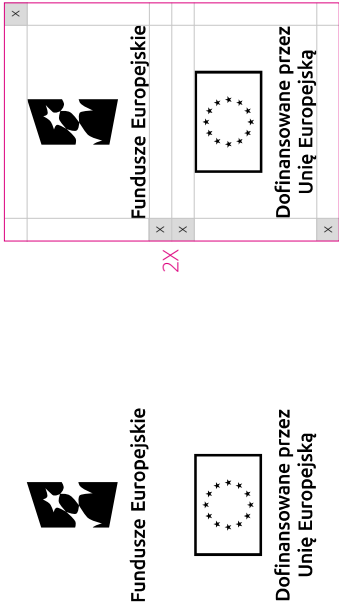 X
Fundusze Europejskie
X
2X
X
Dofinansowane przez
Unię Europejską
X
Fundusze Europejskie
Dofinansowane przez
Unię Europejską